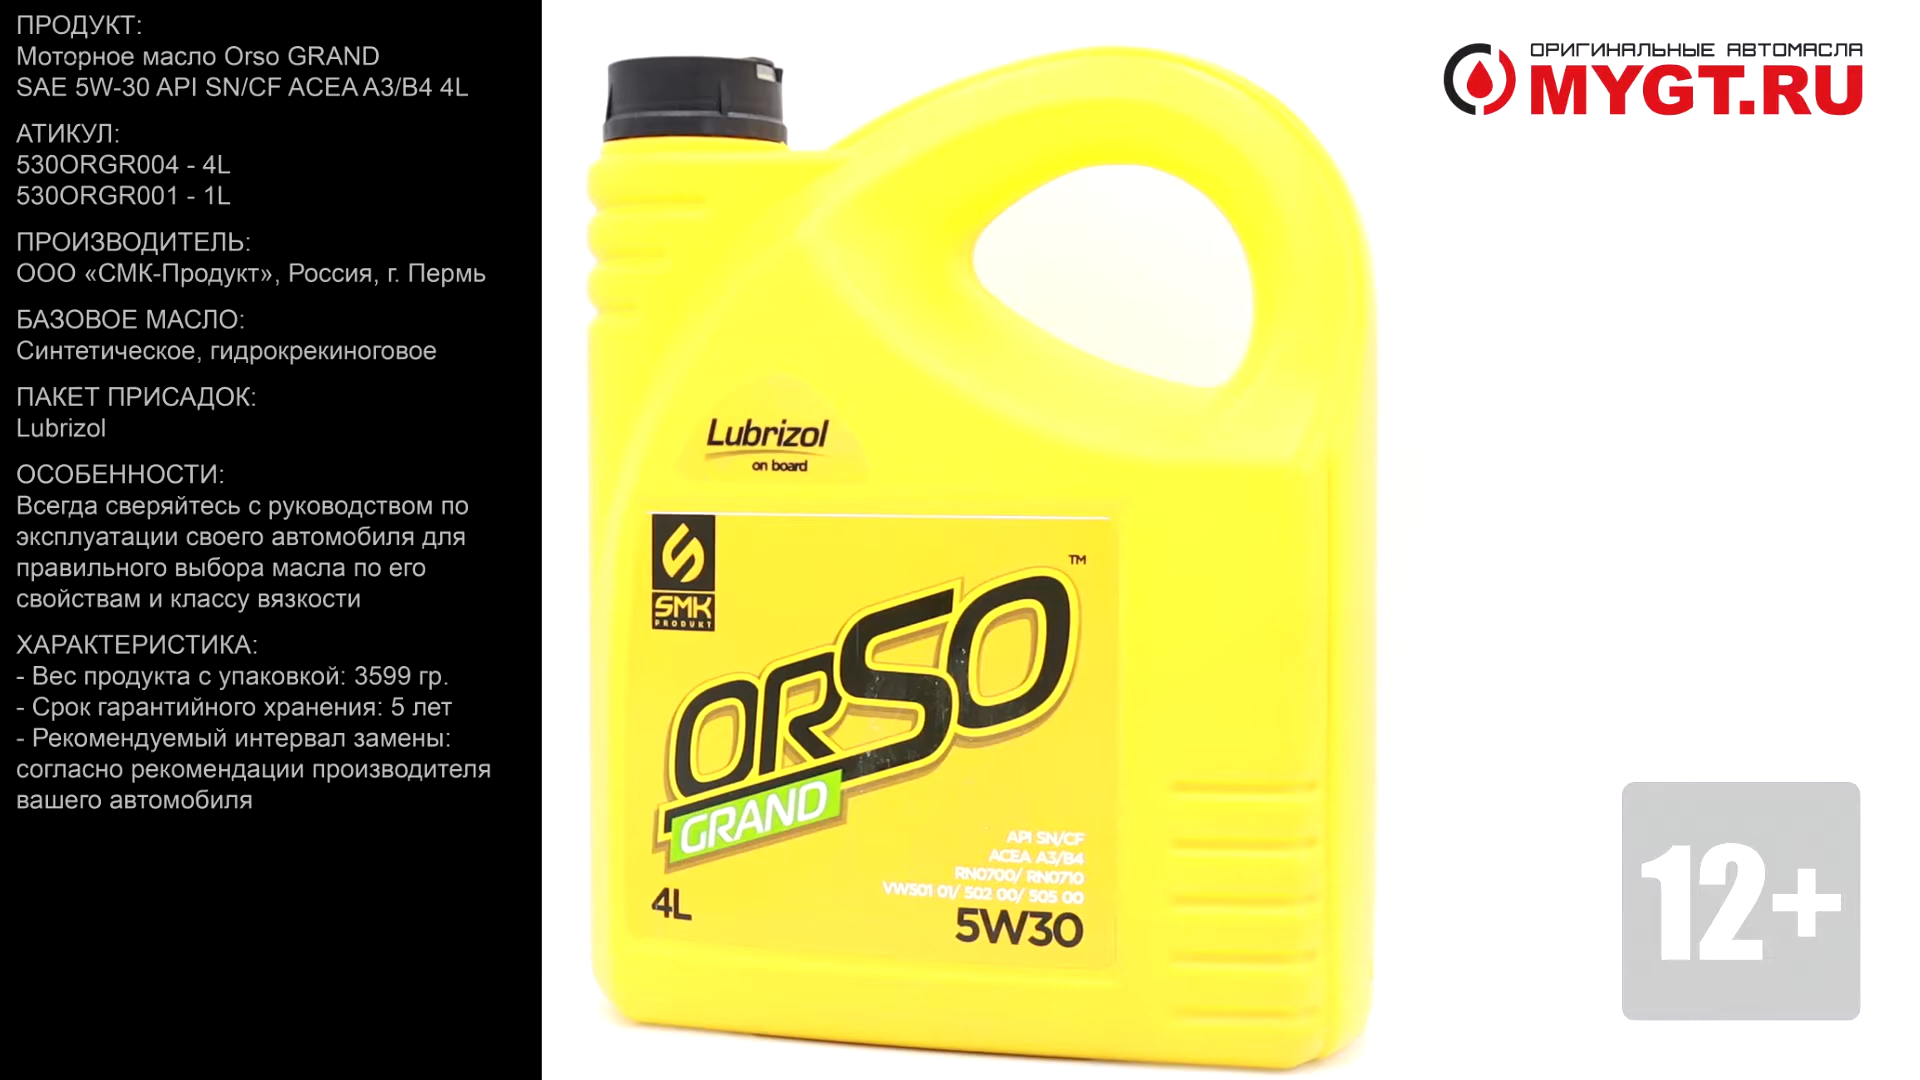 ПРОДУКТ:
Моторное масло Orso GRAND
SAE 5W-30 API SN/CF ACEA A3/B4 4L
АТИКУЛ:
530ORGR004 - 4L
530ORGR001 - 1L
ПРОИЗВОДИТЕЛЬ:
ООО «СМК-Продукт», Россия, г. Пермь
БАЗОВОЕ МАСЛО:
Синтетическое, гидрокрекиноговое
ПАКЕТ ПРИСАДОК:
Lubrizol
ОСОБЕННОСТИ:
Всегда сверяйтесь с руководством по
эксплуатации своего автомобиля для
правильного выбора масла по его
свойствам и классу вязкости
ХАРАКТЕРИСТИКА:
- Вес продукта с упаковкой: 3599 гр.
- Срок гарантийного хранения: 5 лет
- Рекомендуемый интервал замены:
согласно рекомендации производителя
вашего автомобиля
Lubrizol
on board
SMK
PRODUKT
ORSO
TM
GRAND
API SN/CF
ACEA A3/B4
RN0700/ RN0710
VW501 01/ 502 00/ 505 00
4L
5W30
ОРИГИНАЛЬНЫЕ АВТОМАСЛА
MYGT.RU
12+